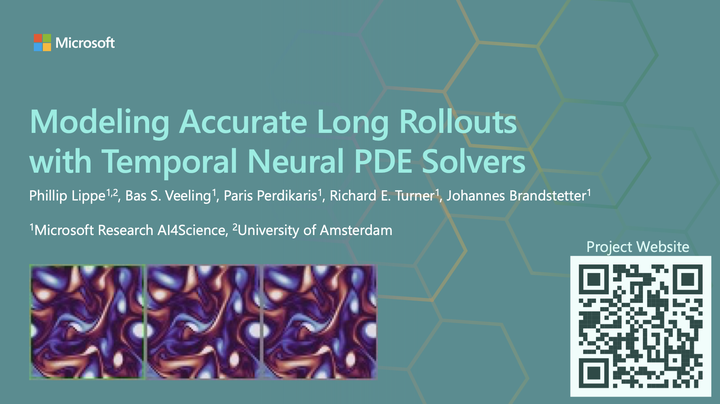 Microsoft
Modeling Accurate Long Rollouts
with Temporal Neural PDE Solvers
Phillip Lippe¹,², Bas S. Veeling¹, Paris Perdikaris¹, Richard E. Turner¹, Johannes Brandstetter¹
¹Microsoft Research AI4Science, ²University of Amsterdam
Project Website